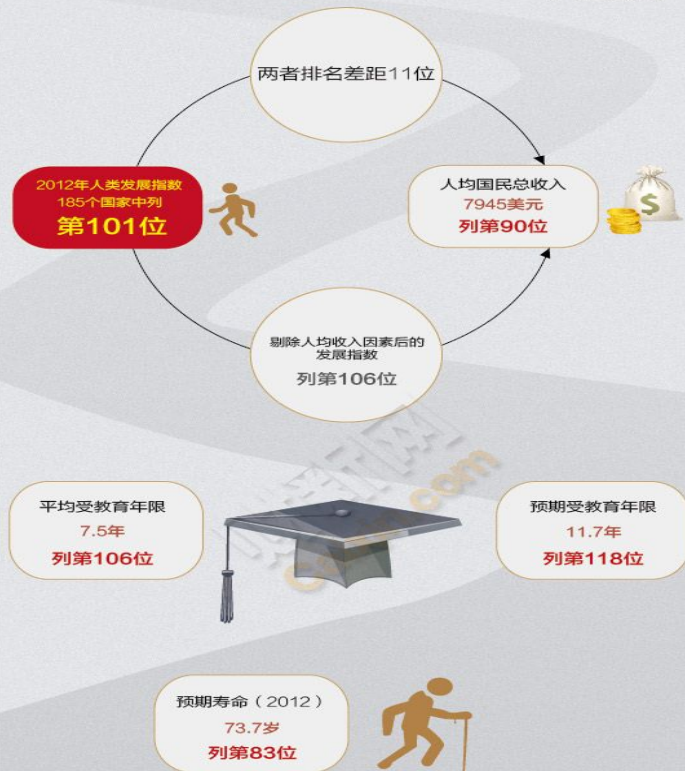 两者排名差距11位
2012年人类发展指数
185个国家中列
第101位
人均国民总收入
7945美元
列第90位
剔除人均收入因素后的
发展指数
列第106位
平均受教育年限
7.5年
列第106位
预期受教育年限
11.7年
列第118位
预期寿命（2012）
73.7岁
列第83位